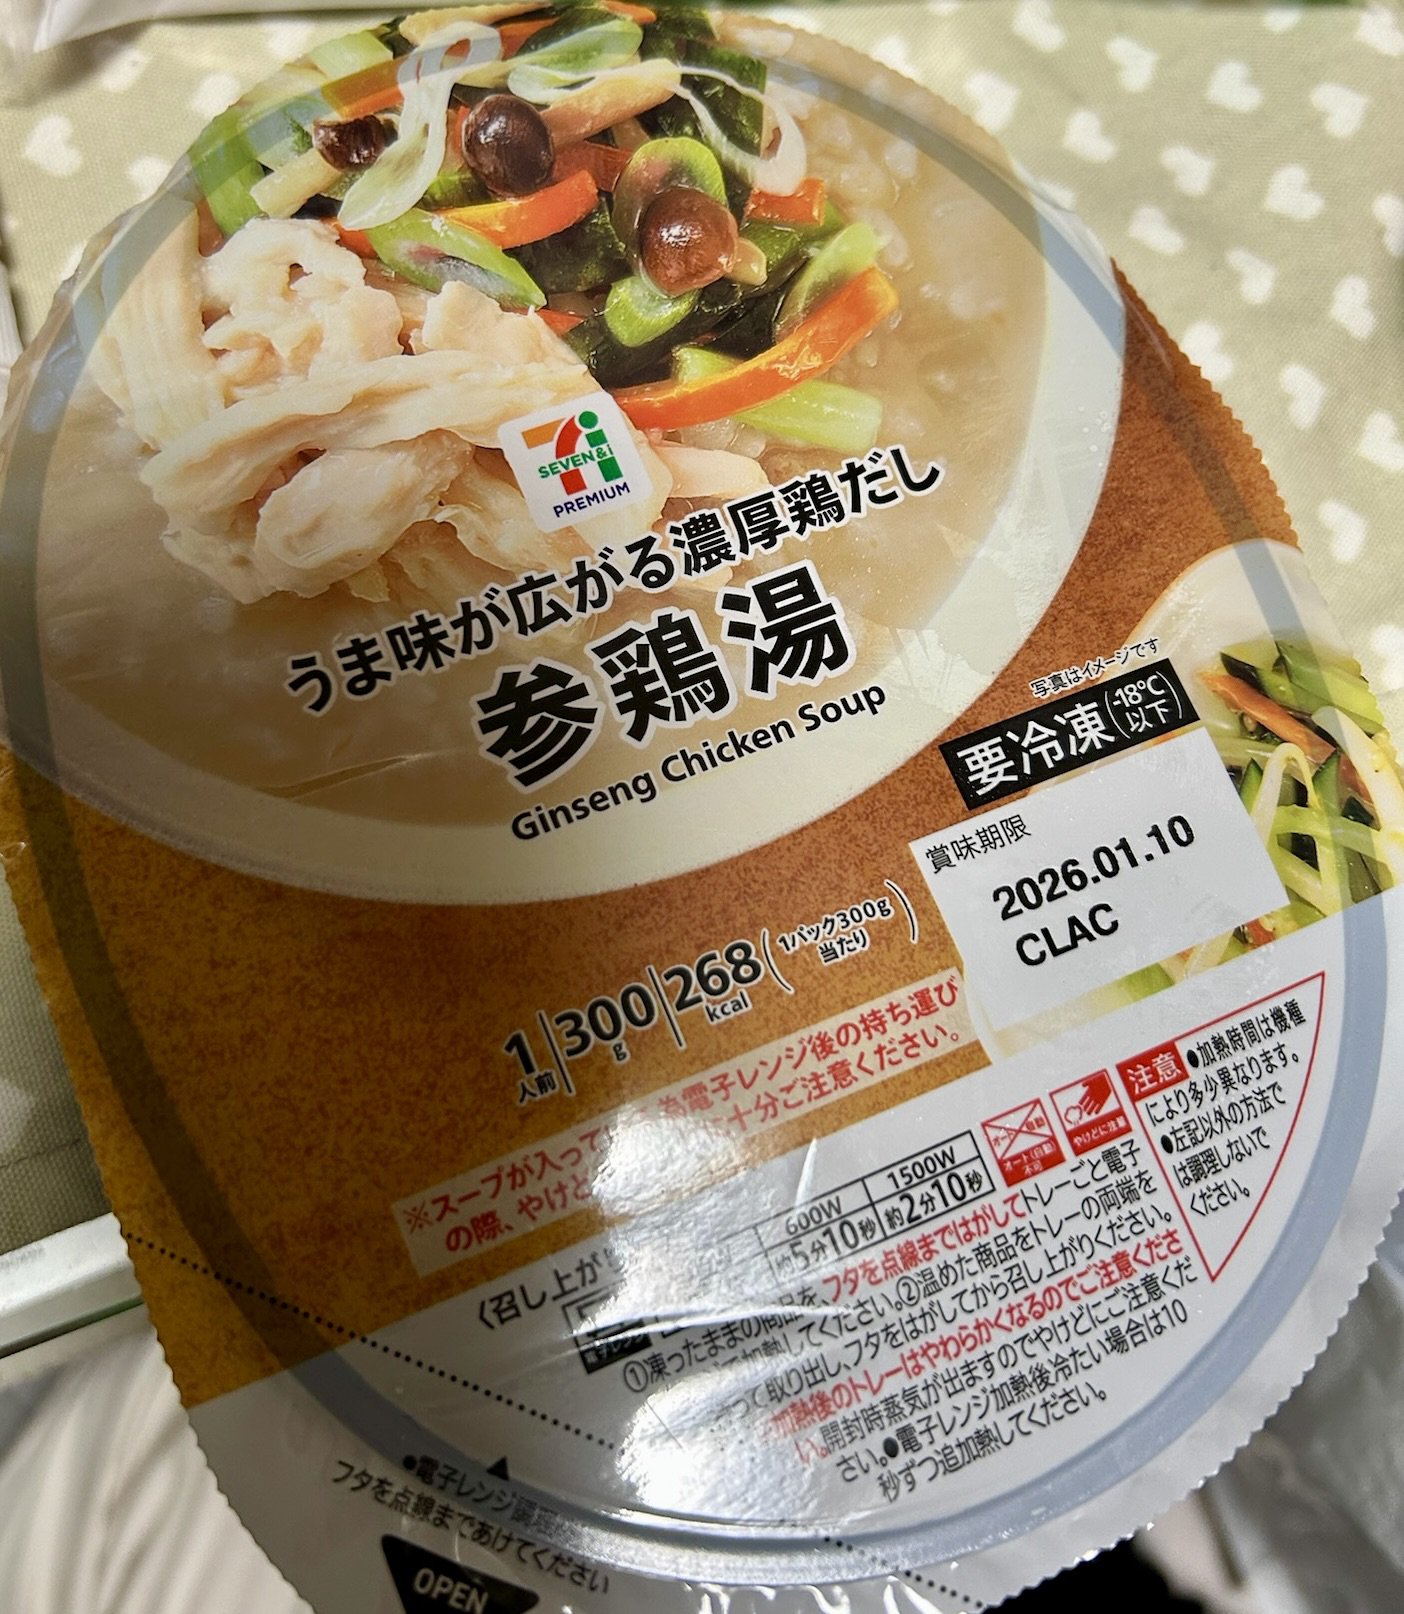 SEVEN&i
PREMIUM
うま味が広がる濃厚鶏だし
参鶏湯
Ginseng Chicken Soup
写真はイメージです
要冷凍(-18℃以下)
賞味期限
2026.01.10
CLAC
1人前 300g 268kcal(1パック300g当たり)
※スープが入って 電子レンジ後の持ち運び
の際、やけど 十分ご注意ください。
〈召し上が
600W 1500W
5分10秒 約2分10秒
オート(自動)不可
やけどに注意
①凍ったままの商品を、フタを点線まではがしてトレーごと電子
で加熱してください。②温めた商品をトレーの両端を
って取り出し、フタをはがしてから召し上がりください。
加熱後のトレーはやわらかくなるのでご注意くださ
い。開封時蒸気が出ますのでやけどにご注意くだ
さい。●電子レンジ加熱後冷たい場合は10
秒ずつ追加熱してください。
注意 ●加熱時間は機種
により多少異なります。
●左記以外の方法で
は調理しないで
ください。
●電子レンジ調
フタを点線まであけてください
OPEN